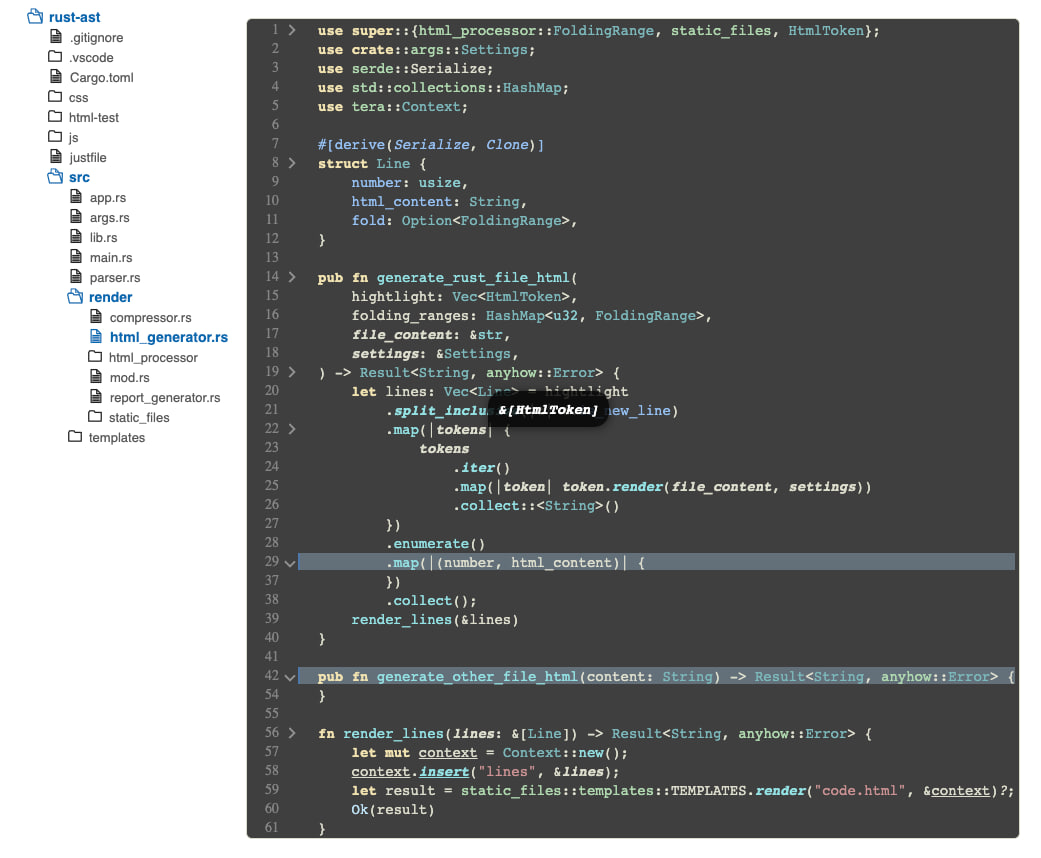 rust-ast
.gitignore
.vscode
Cargo.toml
css
html-test
js
justfile
src
app.rs
args.rs
lib.rs
main.rs
parser.rs
render
compressor.rs
html_generator.rs
html_processor
mod.rs
report_generator.rs
static_files
templates
1 use super::{html_processor::FoldingRange, static_files, HtmlToken};
2 use crate::args::Settings;
3 use serde::Serialize;
4 use std::collections::HashMap;
5 use tera::Context;
6
7 #[derive(Serialize, Clone)]
8 struct Line {
9 number: usize,
10 html_content: String,
11 fold: Option<FoldingRange>,
12 }
13
14 pub fn generate_rust_file_html(
15 hightlight: Vec<HtmlToken>,
16 folding_ranges: HashMap<u32, FoldingRange>,
17 file_content: &str,
18 settings: &Settings,
19 ) -> Result<String, anyhow::Error> {
20 let lines: Vec<Line> = hightlight
21 .split_inclus &[HtmlToken] new_line)
22 .map(|tokens| {
23 tokens
24 .iter()
25 .map(|token| token.render(file_content, settings))
26 .collect::<String>()
27 })
28 .enumerate()
29 .map(|(number, html_content)| {
37 })
38 .collect();
39 render_lines(&lines)
40 }
41
42 pub fn generate_other_file_html(content: String) -> Result<String, anyhow::Error> {
54 }
55
56 fn render_lines(lines: &[Line]) -> Result<String, anyhow::Error> {
57 let mut context = Context::new();
58 context.insert("lines", &lines);
59 let result = static_files::templates::TEMPLATES.render("code.html", &context)?;
60 Ok(result)
61 }